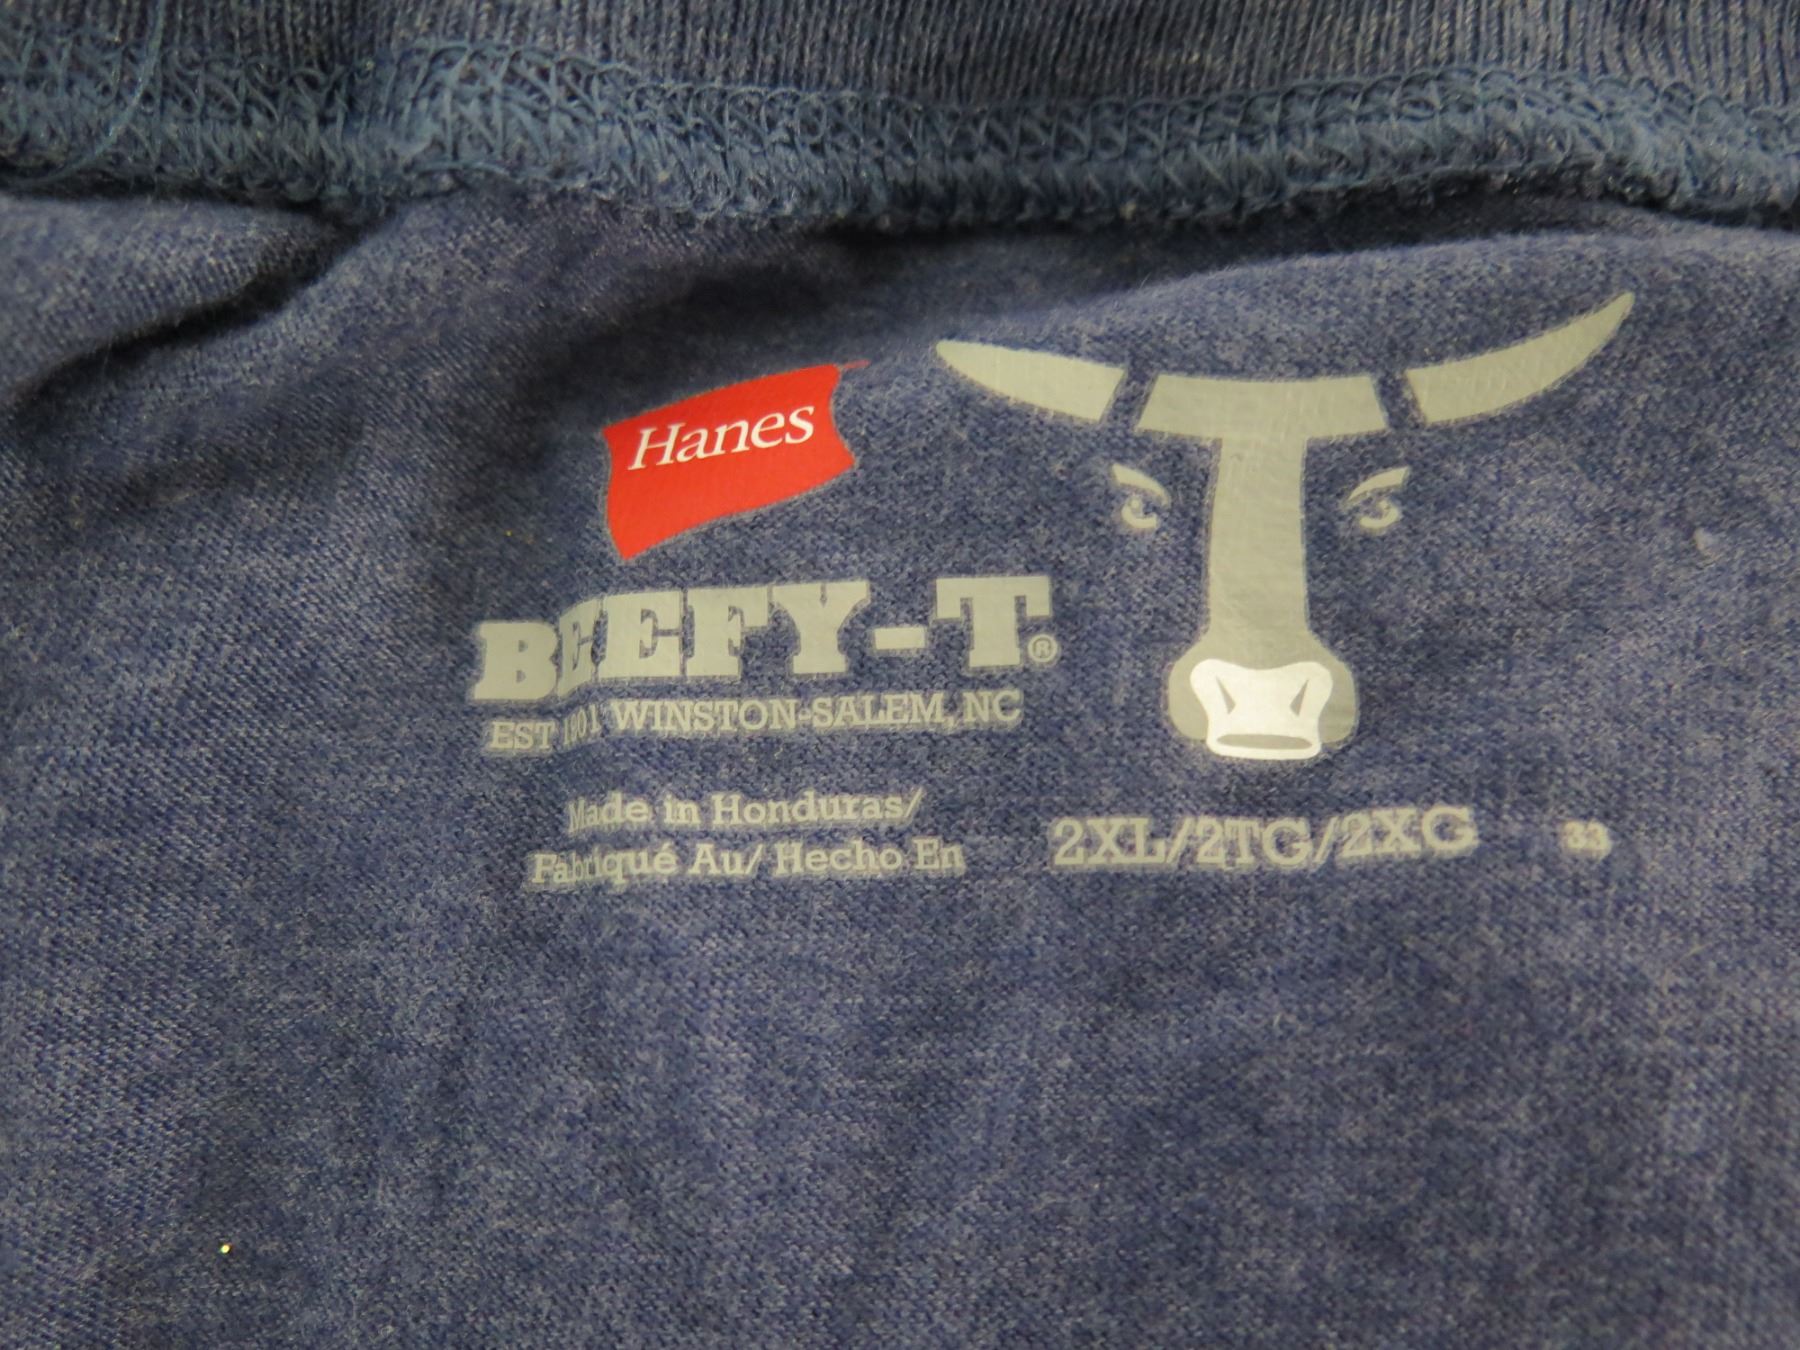 Hanes
BEEFY-T®
EST 1901 WINSTON-SALEM, NC
Made in Honduras/
Fabriqué Au/ Hecho En
2XL/2TG/2XG
33